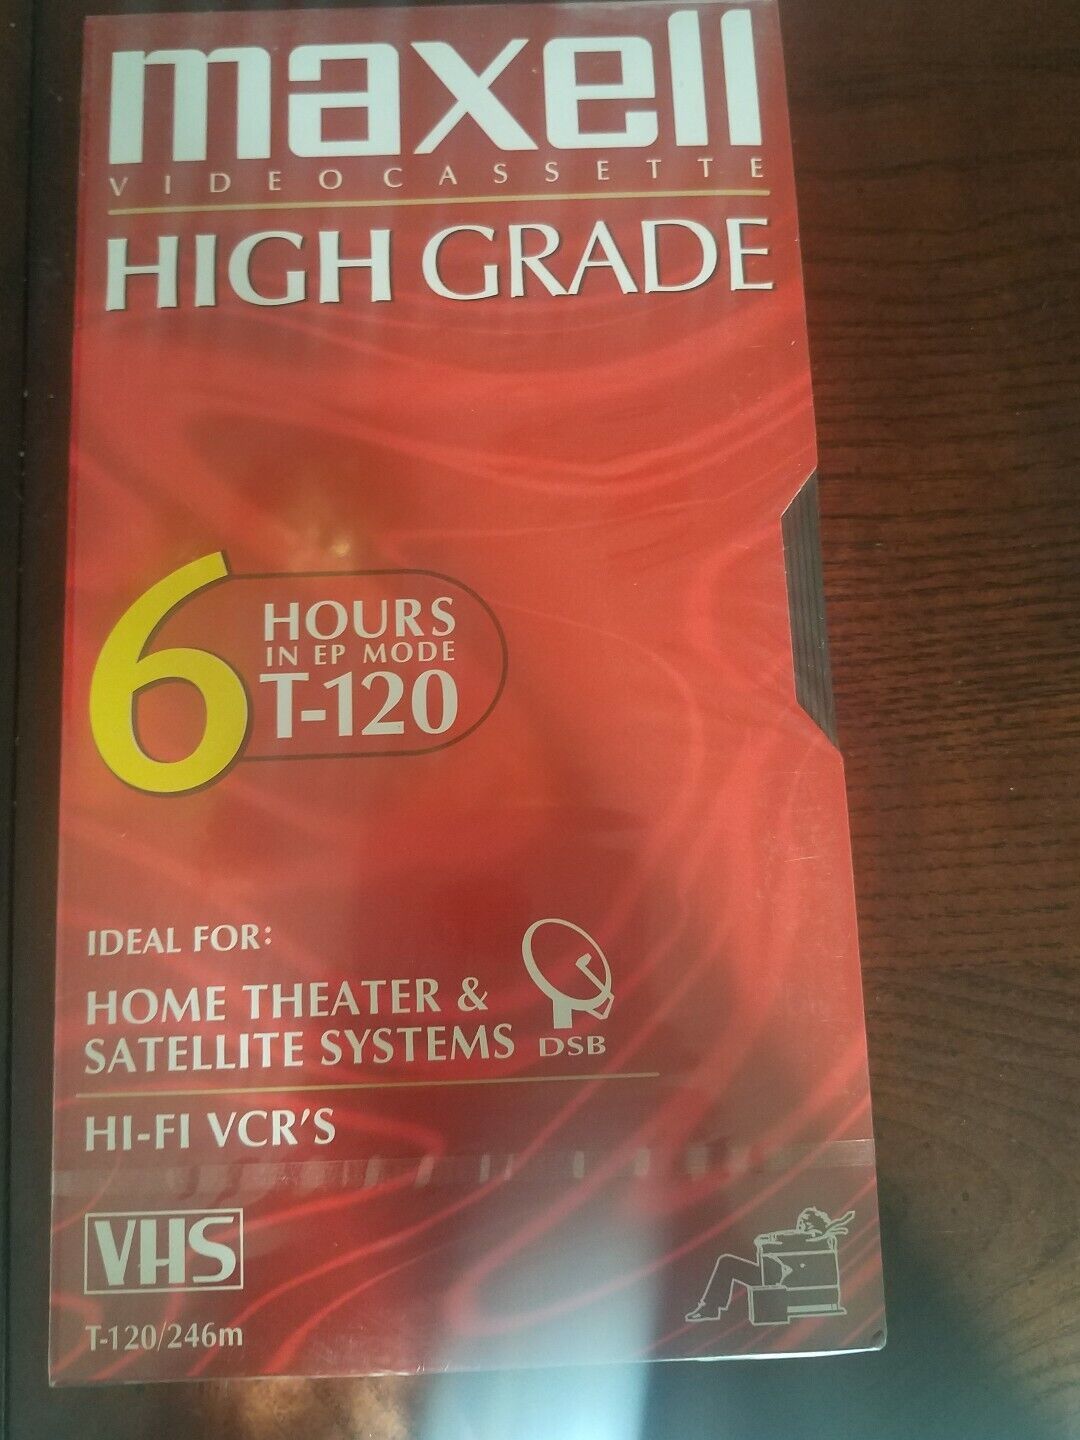 maxell
VIDEOCASSETTE
HIGH GRADE
6 HOURS
IN EP MODE
T-120
IDEAL FOR:
HOME THEATER &
SATELLITE SYSTEMS
DSB
HI-FI VCR'S
VHS
T-120/246m